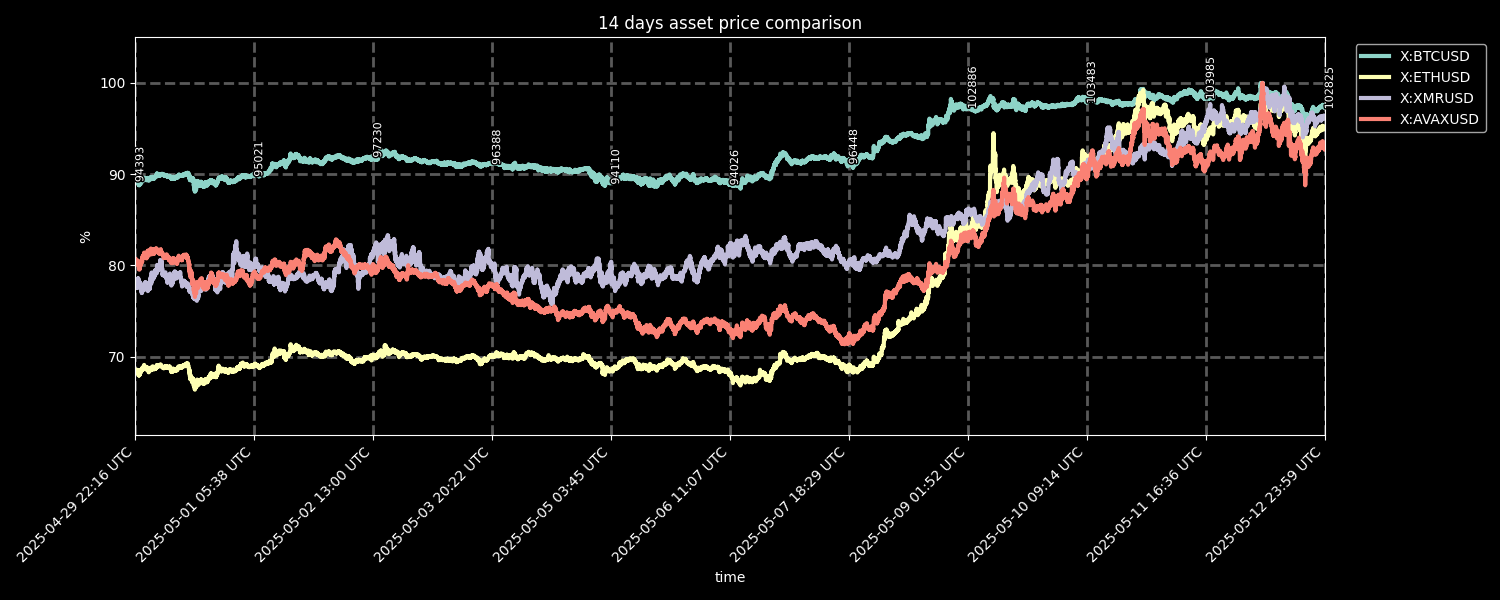 14 days asset price comparison
X:BTCUSD
X:ETHUSD
X:XMRUSD
X:AVAXUSD
%
100
90
80
70
94393
95021
97230
96388
94110
94026
96448
102886
103483
103985
102825
2025-04-29 22:16 UTC
2025-05-01 05:38 UTC
2025-05-02 13:00 UTC
2025-05-03 20:22 UTC
2025-05-05 03:45 UTC
2025-05-06 11:07 UTC
2025-05-07 18:29 UTC
2025-05-09 01:52 UTC
2025-05-10 09:14 UTC
2025-05-11 16:36 UTC
2025-05-12 23:59 UTC
time